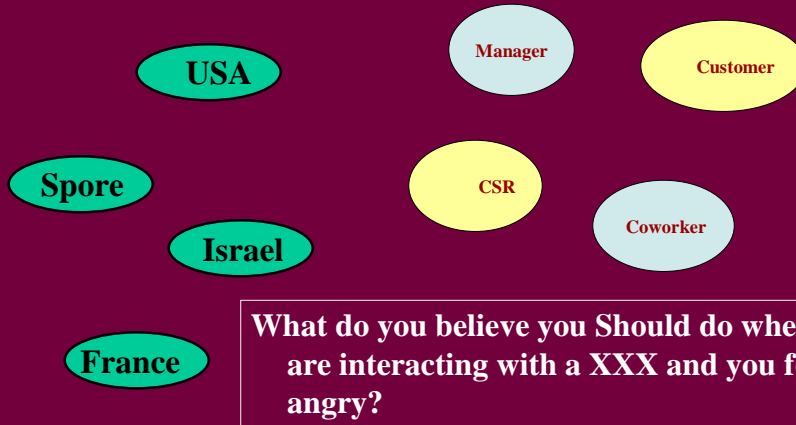 Manager
USA
Customer
Spore
CSR
Coworker
Israel
What do you believe you Should do
are interacting with a XXX and you
angry?
France